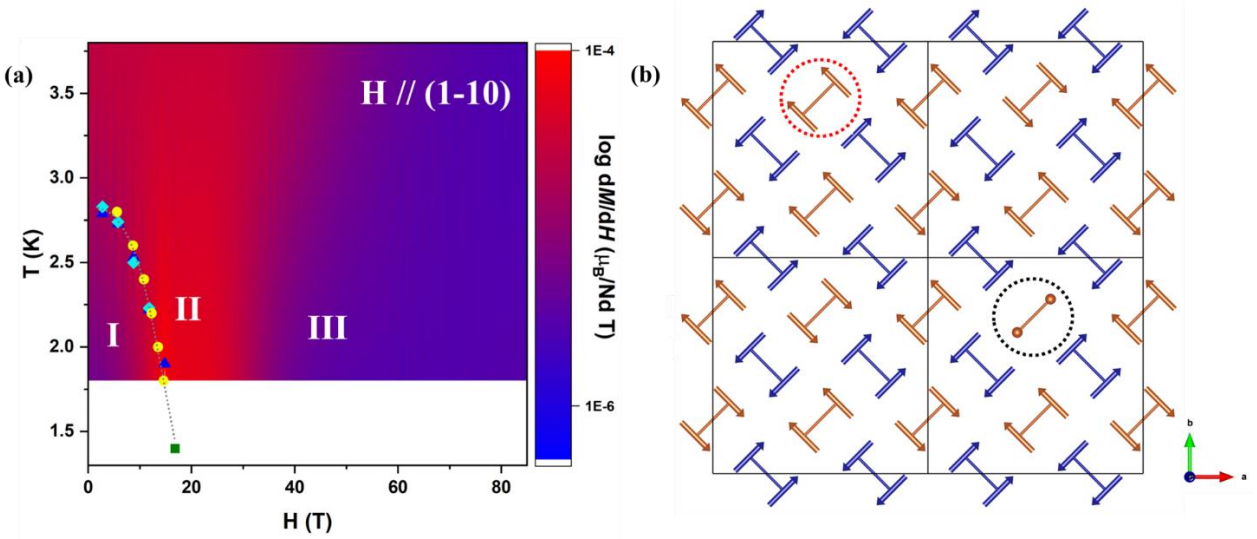 (a)
H // (1-10)
3.5
3.0
2.5
2.0
1.5
T (K)
I
II
III
0
20
40
60
80
H (T)
1E-4
1E-6
log dM/dH (μB/Nd T)
(b)
b
a